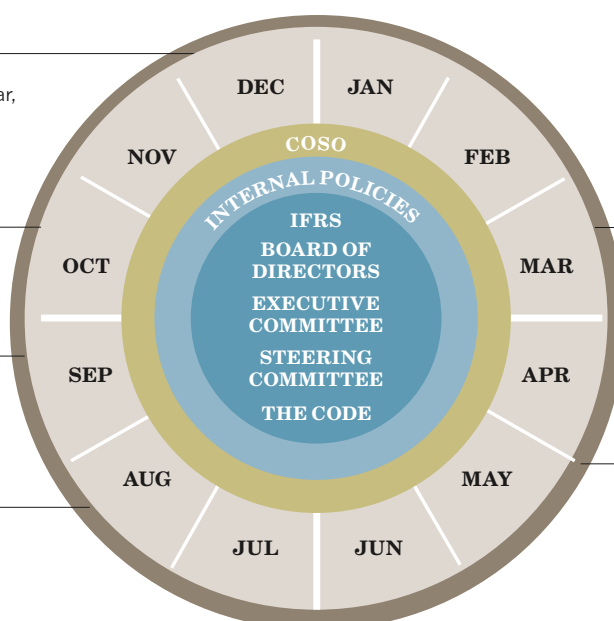 ar,
DEC
JAN
NOV
FEB
OCT
MAR
SEP
APR
AUG
MAY
JUL
JUN
COSO
INTERNAL POLICIES
IFRS
BOARD OF
DIRECTORS
EXECUTIVE
COMMITTEE
STEERING
COMMITTEE
THE CODE